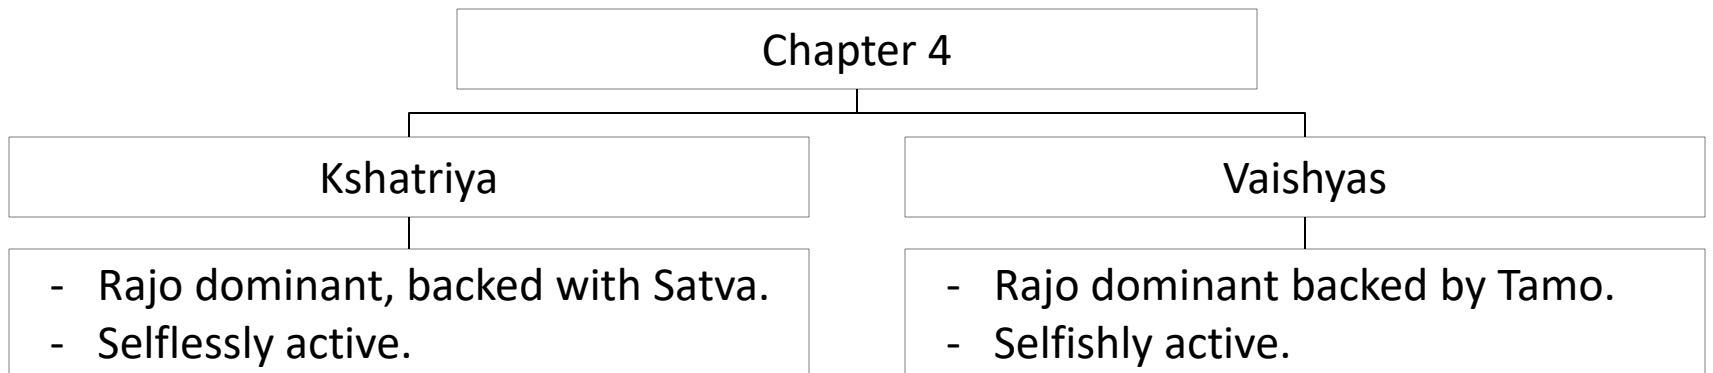 Chapter 4
Kshatriya
Vaishyas
- Rajo dominant, backed with Satva.
- Selflessly active.
- Rajo dominant backed by Tamo.
- Selfishly active.